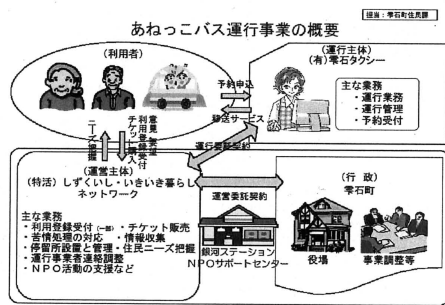 担当：雫石町住民課
あねっこバス運行事業の概要
(利用者)
(運行主体)
(有)雫石タクシー
主な業務
・運行業務
・運行管理
・予約受付
予約申込
移送サービス
ニーズ把握
チケット購入
利用登録受付
意見・要望
運行委託契約
(運営主体)
(特活)しずくいし・いきいき暮らし
ネットワーク
主な業務
・利用登録受付(一部)・チケット販売
・苦情処理の対応・情報収集
・停留所設置と管理・住民ニーズ把握
・運行事業者連絡調整
・ＮＰＯ活動の支援など
運営委託契約
銀河ステーション
ＮＰＯサポートセンター
(行政)
雫石町
役場
事業調整等